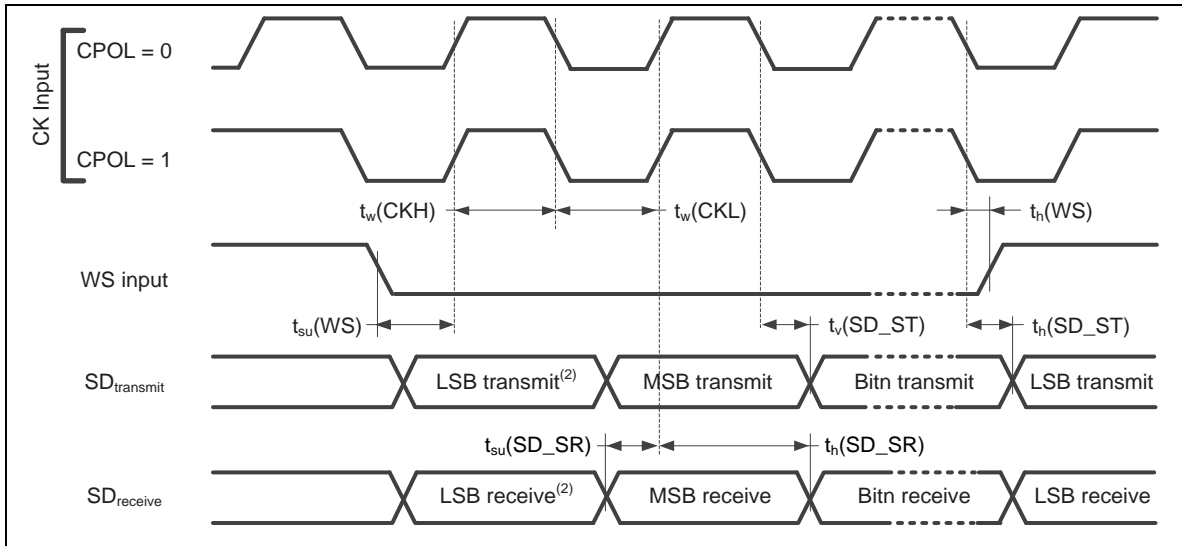 CK Input
CPOL = 0
CPOL = 1
tw(CKH)
tw(CKL)
th(WS)
WS input
tsu(WS)
tv(SD_ST)
th(SD_ST)
SDtransmit
LSB transmit(2)
MSB transmit
Bitn transmit
LSB transmit
tsu(SD_SR)
th(SD_SR)
SDreceive
LSB receive(2)
MSB receive
Bitn receive
LSB receive